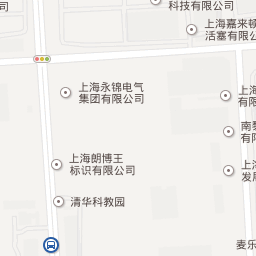 司
科技有限公司
上海嘉来顿
活塞有限公
上海永锦电气
集团有限公司
上海
有限
南
有限
上海朗博王
标识有限公司
上海
发展
清华科教园
麦乐